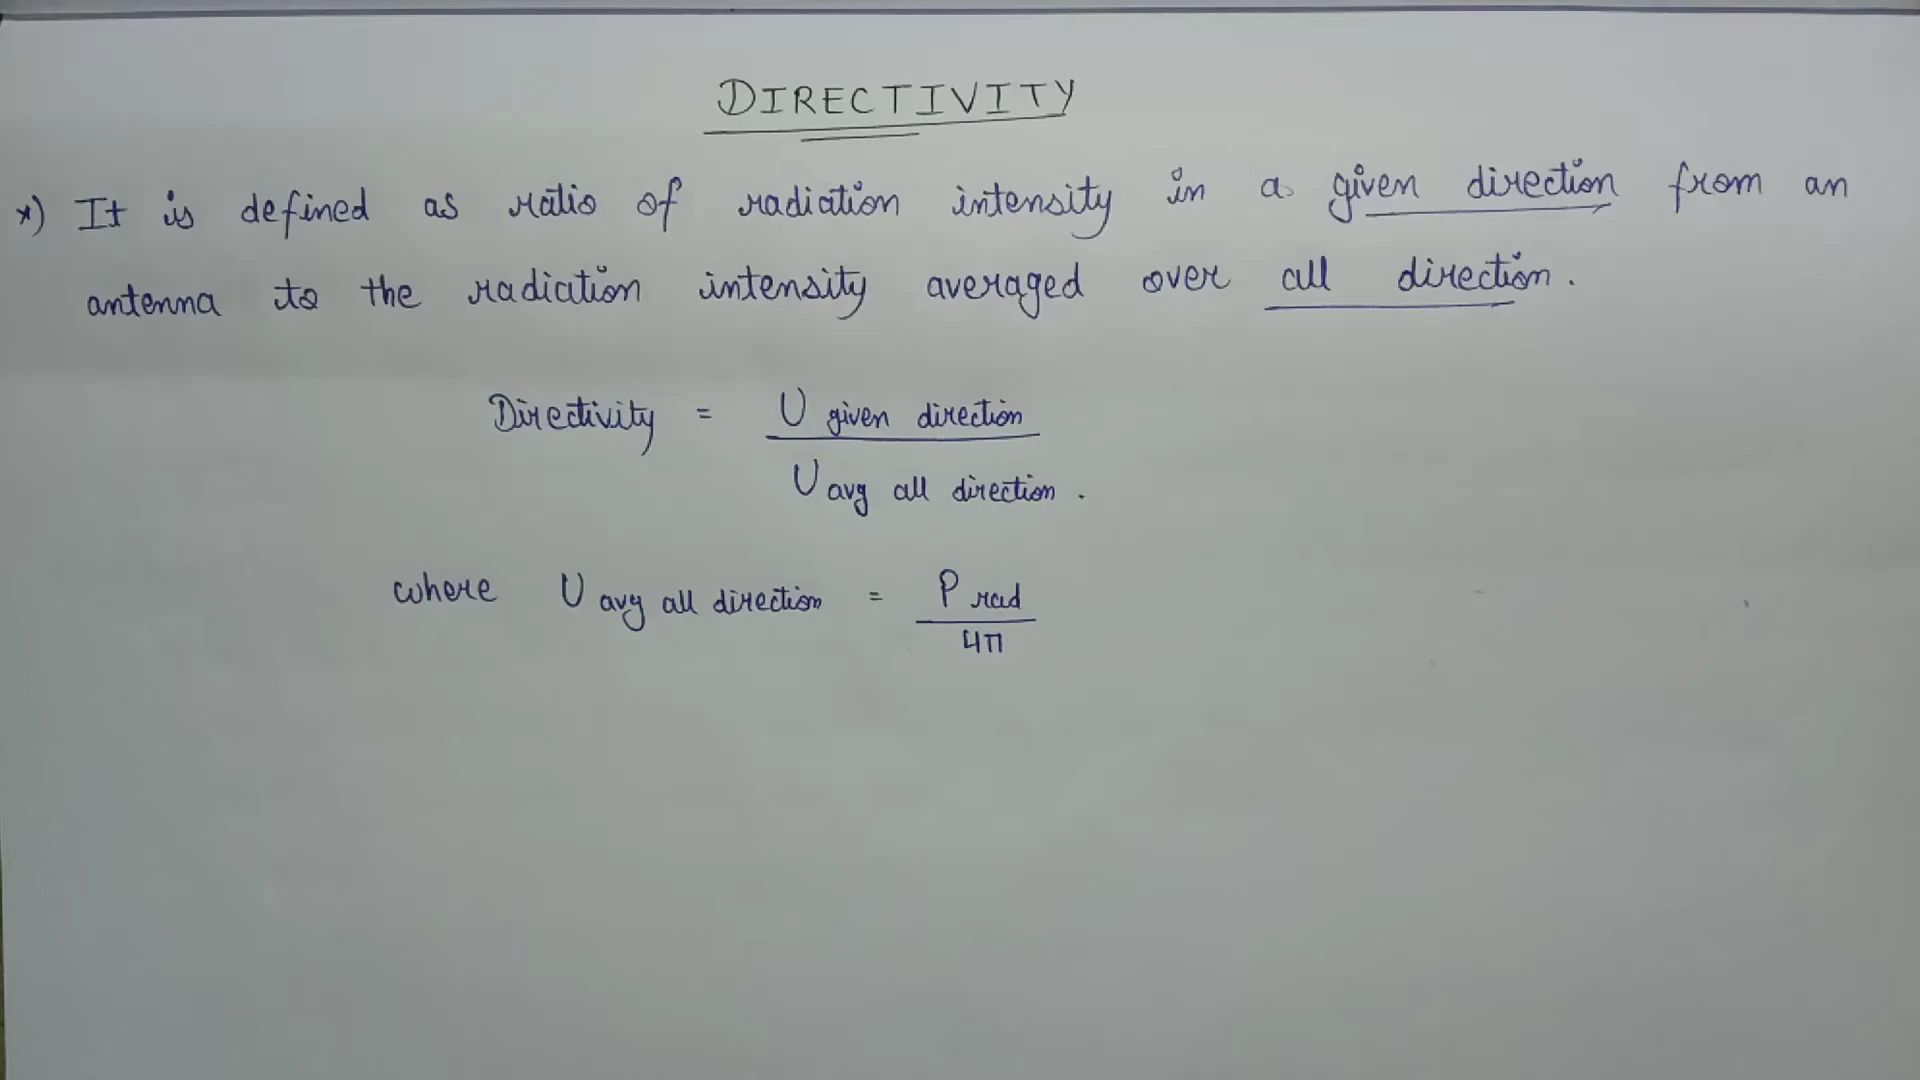 DIRECTIVITY
*) It is defined as ratio of radiation intensity in a given direction from an
antenna to the radiation intensity averaged over all direction.
Directivity = U given direction
U avg all direction.
where U avg all direction = P rad
4π